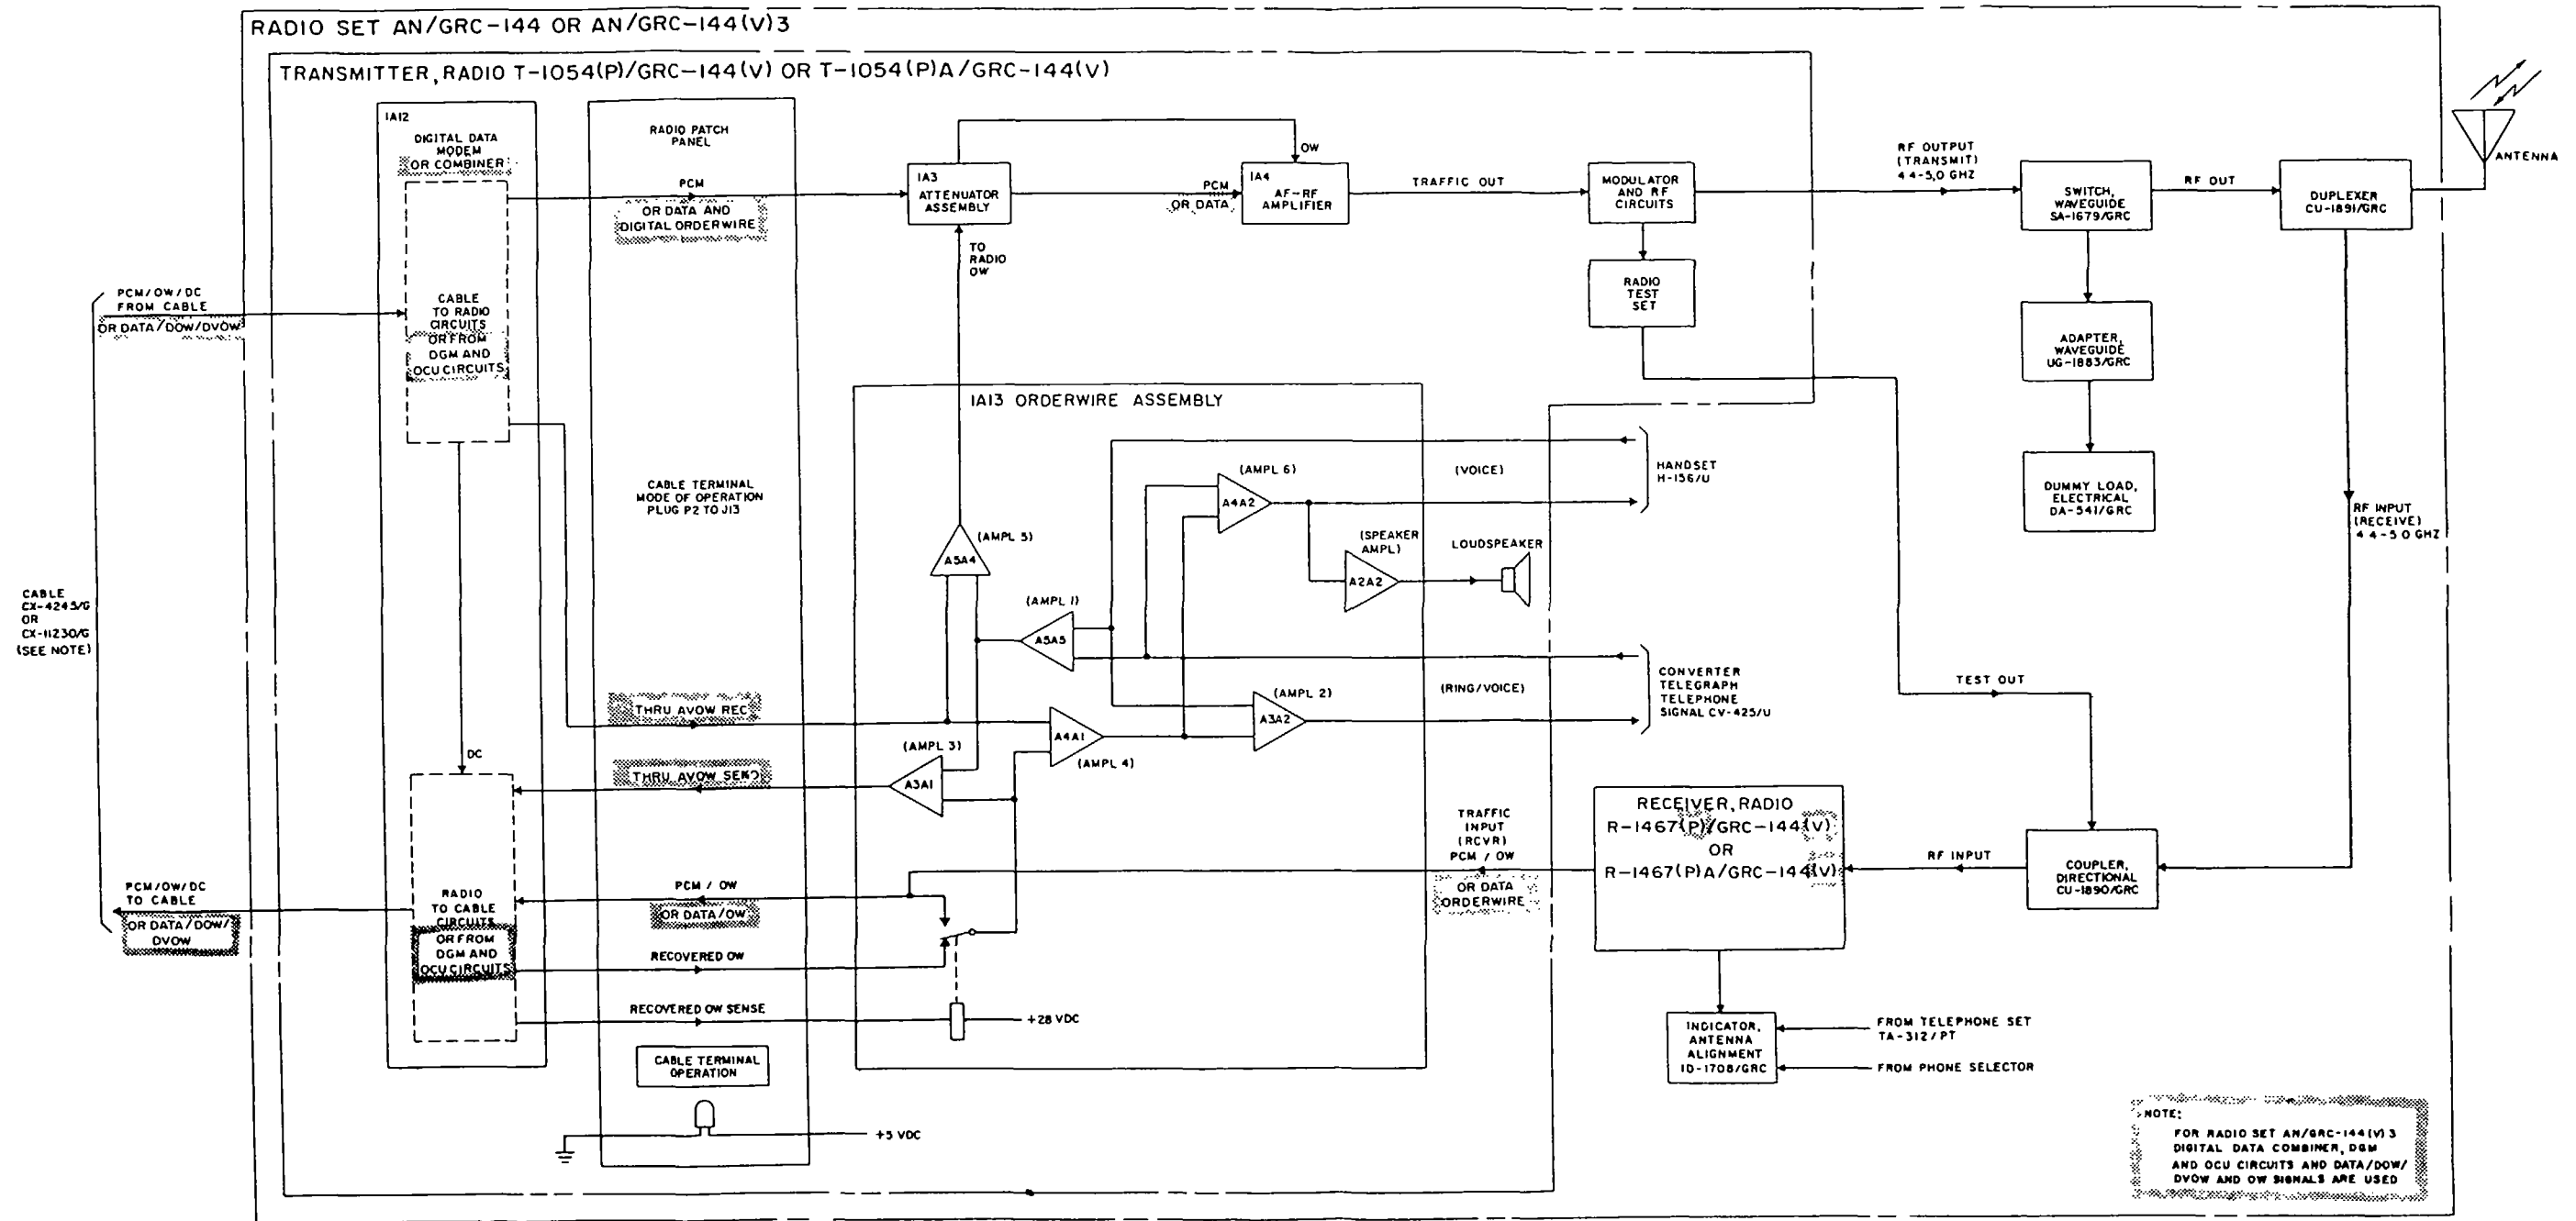 RADIO SET AN/GRC-144 OR AN/GRC-144(V)3
TRANSMITTER, RADIO T-1054(P)/GRC-144(V) OR T-1054(P)A/GRC-144(V)
1A12
DIGITAL DATA
MODEM
OR COMBINER
CABLE
TO RADIO
CIRCUITS
OR FROM
DGM AND
OCU CIRCUITS
PCM/OW/DC
FROM CABLE
OR DATA/DOW/DVOW
CABLE
CX-4245/G
OR
CX-11230/G
(SEE NOTE)
DC
RADIO
TO CABLE
CIRCUITS
OR FROM
DGM AND
OCU CIRCUITS
PCM/OW/DC
TO CABLE
OR DATA/DOW/
DVOW
RADIO PATCH
PANEL
PCM
OR DATA AND
DIGITAL ORDERWIRE
CABLE TERMINAL
MODE OF OPERATION
PLUG P2 TO J13
THRU AVOW REC
THRU AVOW SEND
PCM / OW
OR DATA/OW
RECOVERED OW
RECOVERED OW SENSE
CABLE TERMINAL
OPERATION
+5 VDC
+28 VDC
1A3
ATTENUATOR
ASSEMBLY
TO
RADIO
OW
OW
PCM
OR DATA
1A4
AF-RF
AMPLIFIER
TRAFFIC OUT
MODULATOR
AND RF
CIRCUITS
RADIO
TEST
SET
RF OUTPUT
(TRANSMIT)
4.4-5.0 GHZ
SWITCH,
WAVEGUIDE
SA-1679/GRC
RF OUT
DUPLEXER
CU-1891/GRC
ANTENNA
ADAPTER,
WAVEGUIDE
UG-1883/GRC
DUMMY LOAD,
ELECTRICAL
DA-541/GRC
RF INPUT
(RECEIVE)
4.4-5.0 GHZ
1A13 ORDERWIRE ASSEMBLY
(AMPL 6)
A4A2
(VOICE)
HANDSET
H-156/U
(AMPL 5)
A5A4
(SPEAKER
AMPL)
A2A2
LOUDSPEAKER
(AMPL 1)
A5A5
(AMPL 2)
A3A2
(RING/VOICE)
CONVERTER
TELEGRAPH
TELEPHONE
SIGNAL CV-425/U
(AMPL 3)
A3A1
A4A1
(AMPL 4)
TEST OUT
TRAFFIC
INPUT
(RCVR)
PCM / OW
OR DATA
ORDERWIRE
RECEIVER, RADIO
R-1467(P)/GRC-144(V)
OR
R-1467(P)A/GRC-144(V)
RF INPUT
COUPLER,
DIRECTIONAL
CU-1890/GRC
INDICATOR,
ANTENNA
ALIGNMENT
ID-1708/GRC
FROM TELEPHONE SET
TA-312/PT
FROM PHONE SELECTOR
NOTE:
FOR RADIO SET AN/GRC-144(V)3
DIGITAL DATA COMBINER, DGM
AND OCU CIRCUITS AND DATA/DOW/
DVOW AND OW SIGNALS ARE USED